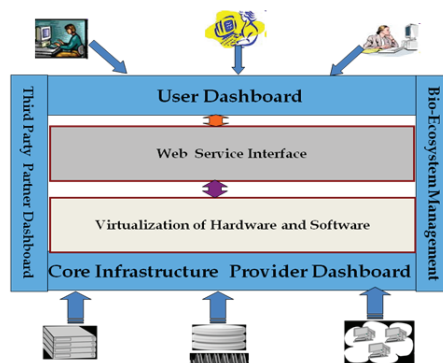 User Dashboard
Third Party Partner Dashboard
Bio-Ecosystem Management
Web Service Interface
Virtualization of Hardware and Software
Core Infrastructure Provider Dashboard